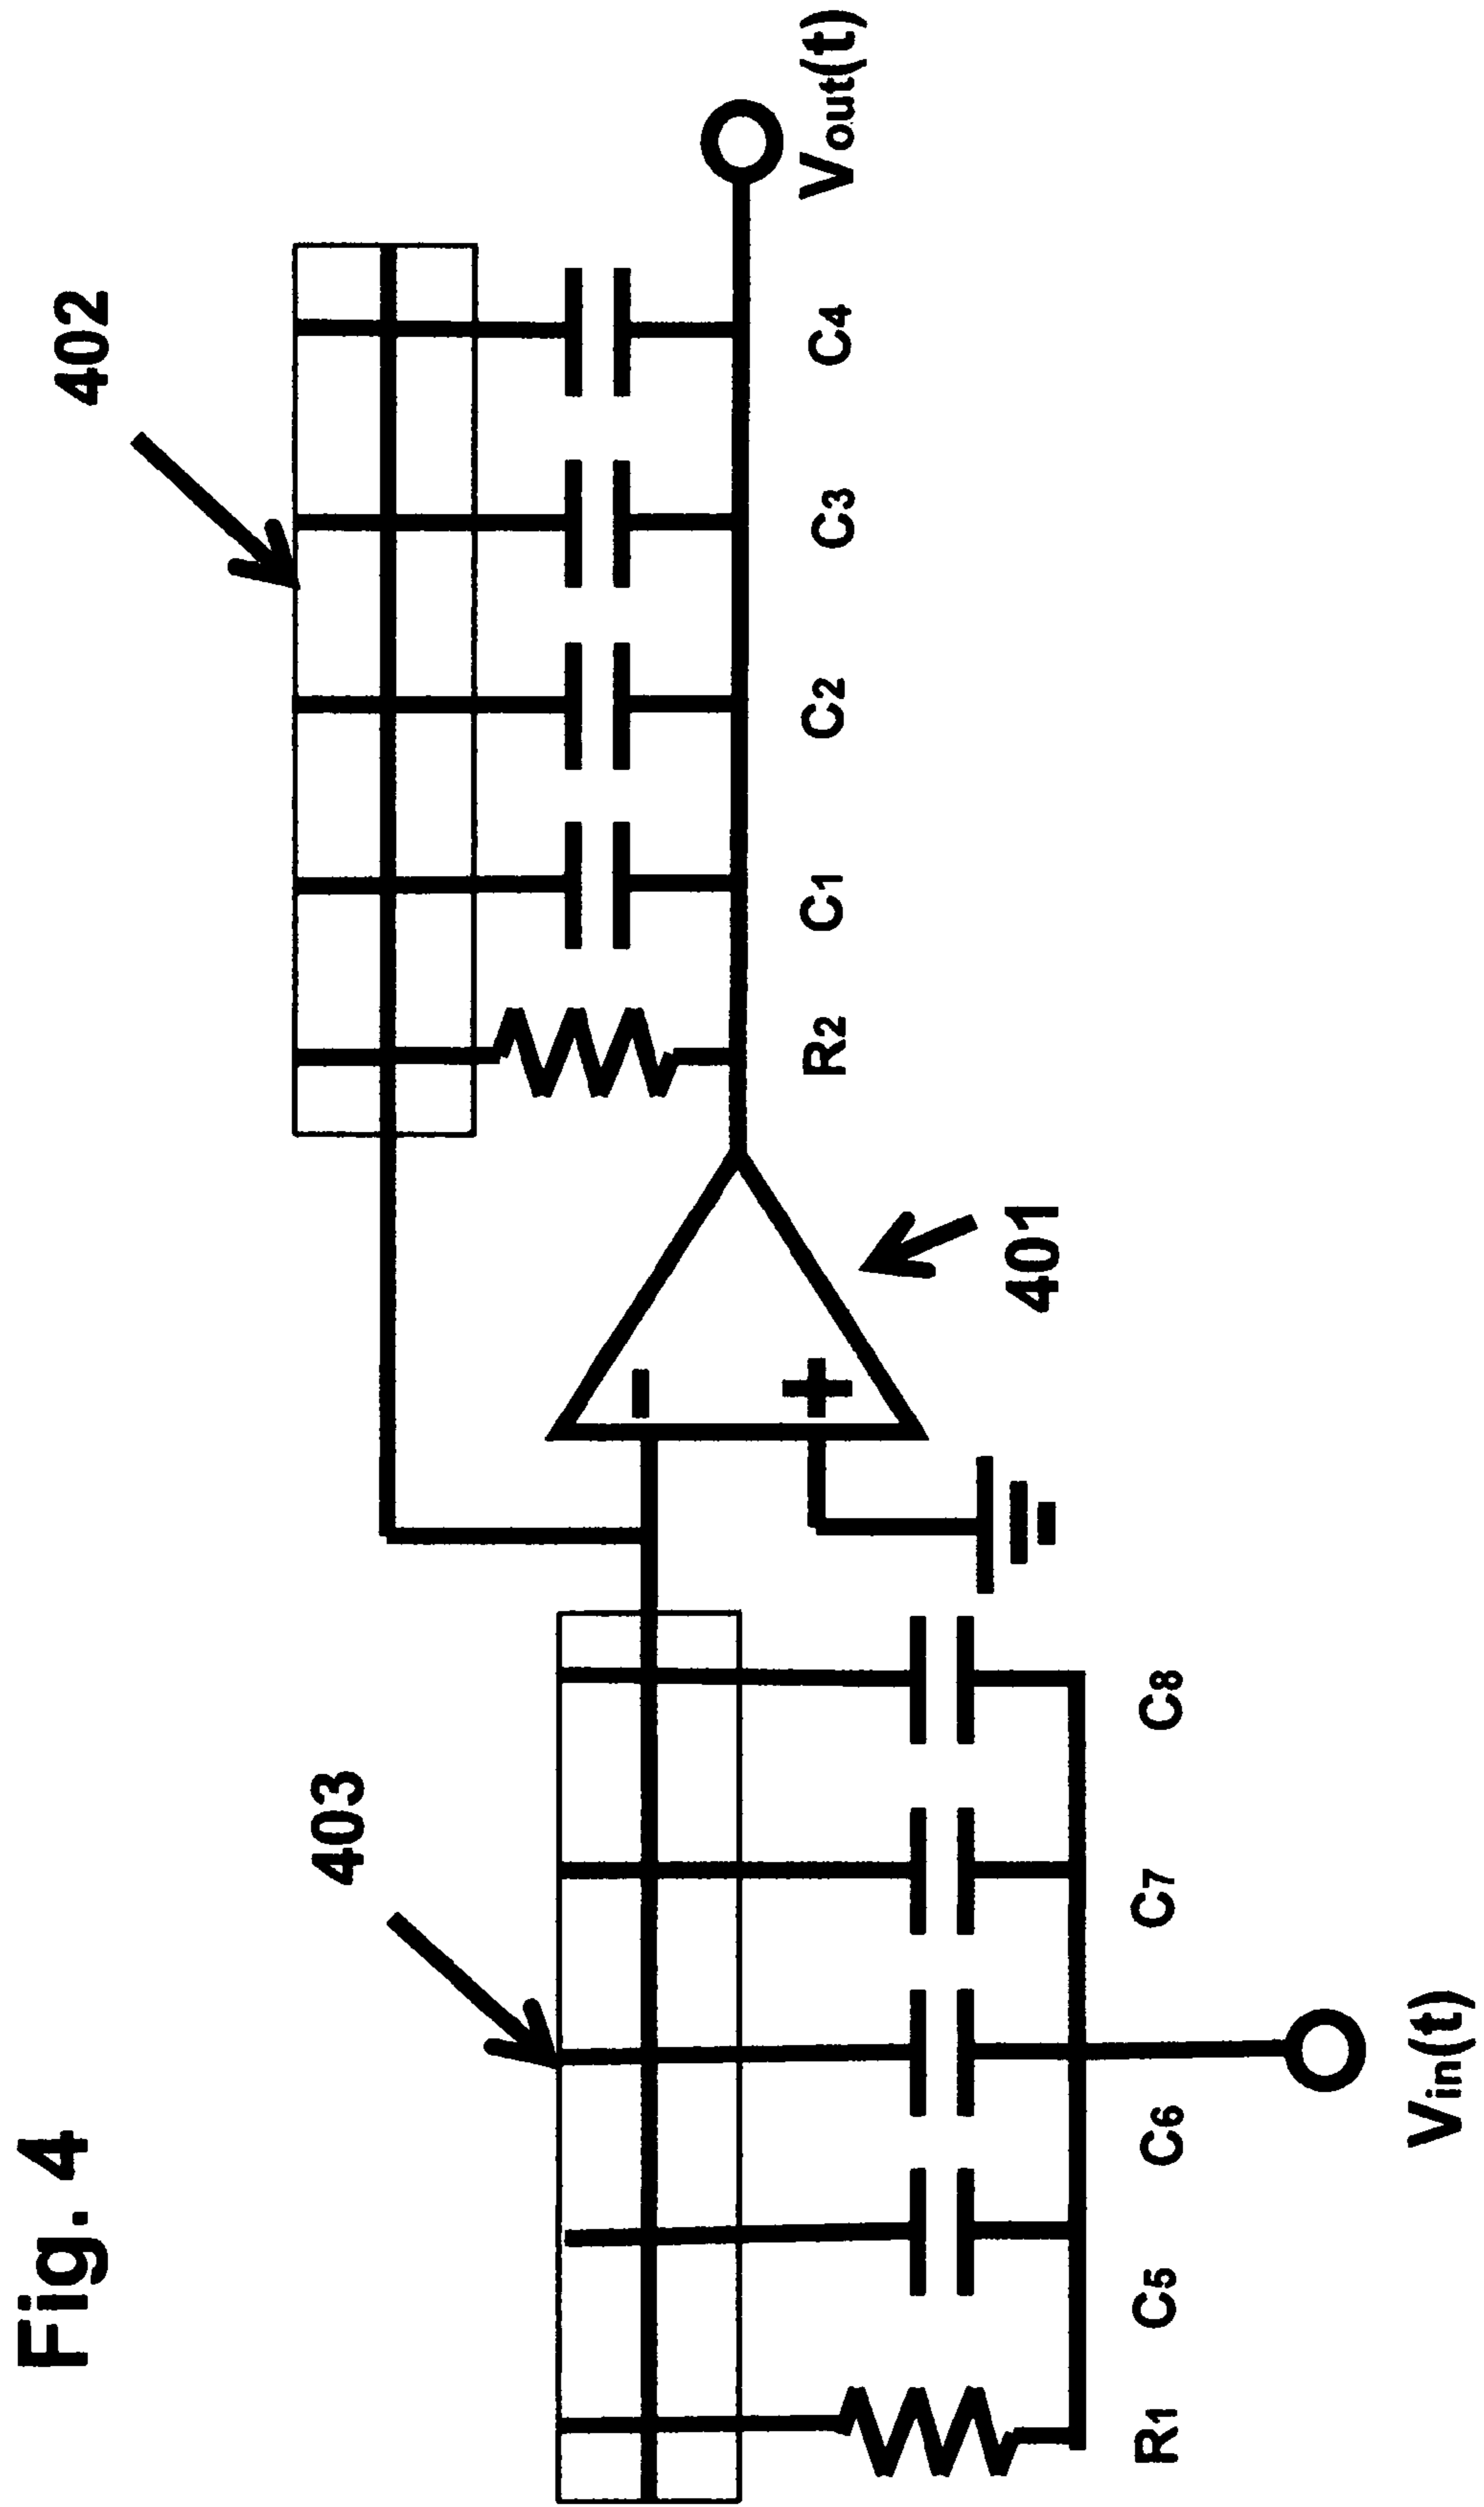 Fig. 4
402
403
R2
C1
C2
C3
C4
Vout(t)
−
+
401
R1
C5
C6
C7
C8
Vin(t)